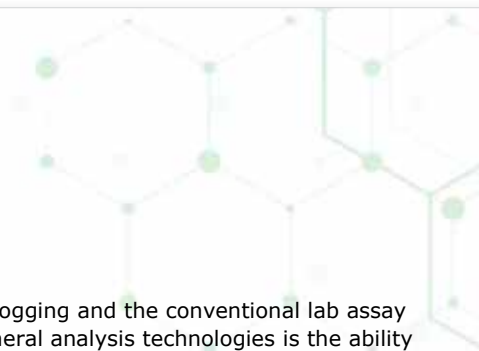 ogging and the conventional lab assay
neral analysis technologies is the ability